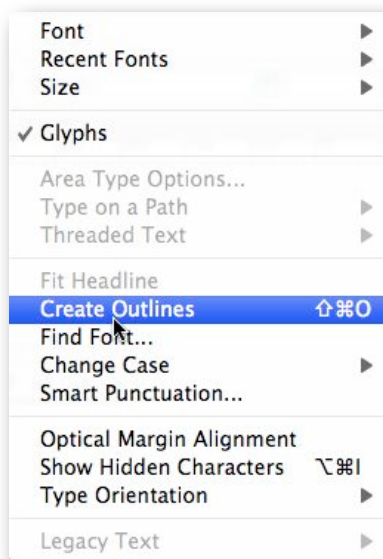 Font
Recent Fonts
Size
✓ Glyphs
Area Type Options...
Type on a Path
Threaded Text
Fit Headline
Create Outlines ⇧⌘O
Find Font...
Change Case
Smart Punctuation...
Optical Margin Alignment
Show Hidden Characters ⌥⌘I
Type Orientation
Legacy Text